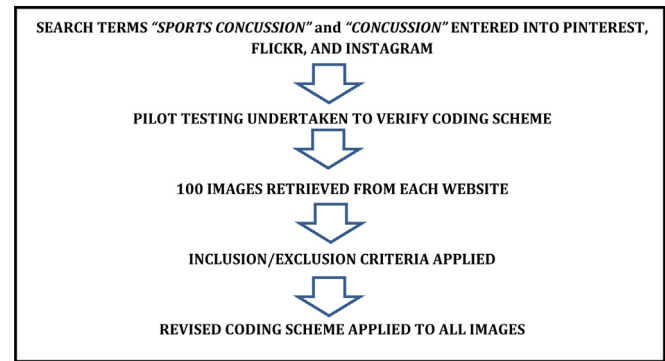 SEARCH TERMS “SPORTS CONCUSSION” and “CONCUSSION” ENTERED INTO PINTEREST,
FLICKR, AND INSTAGRAM
PILOT TESTING UNDERTAKEN TO VERIFY CODING SCHEME
100 IMAGES RETRIEVED FROM EACH WEBSITE
INCLUSION/EXCLUSION CRITERIA APPLIED
REVISED CODING SCHEME APPLIED TO ALL IMAGES